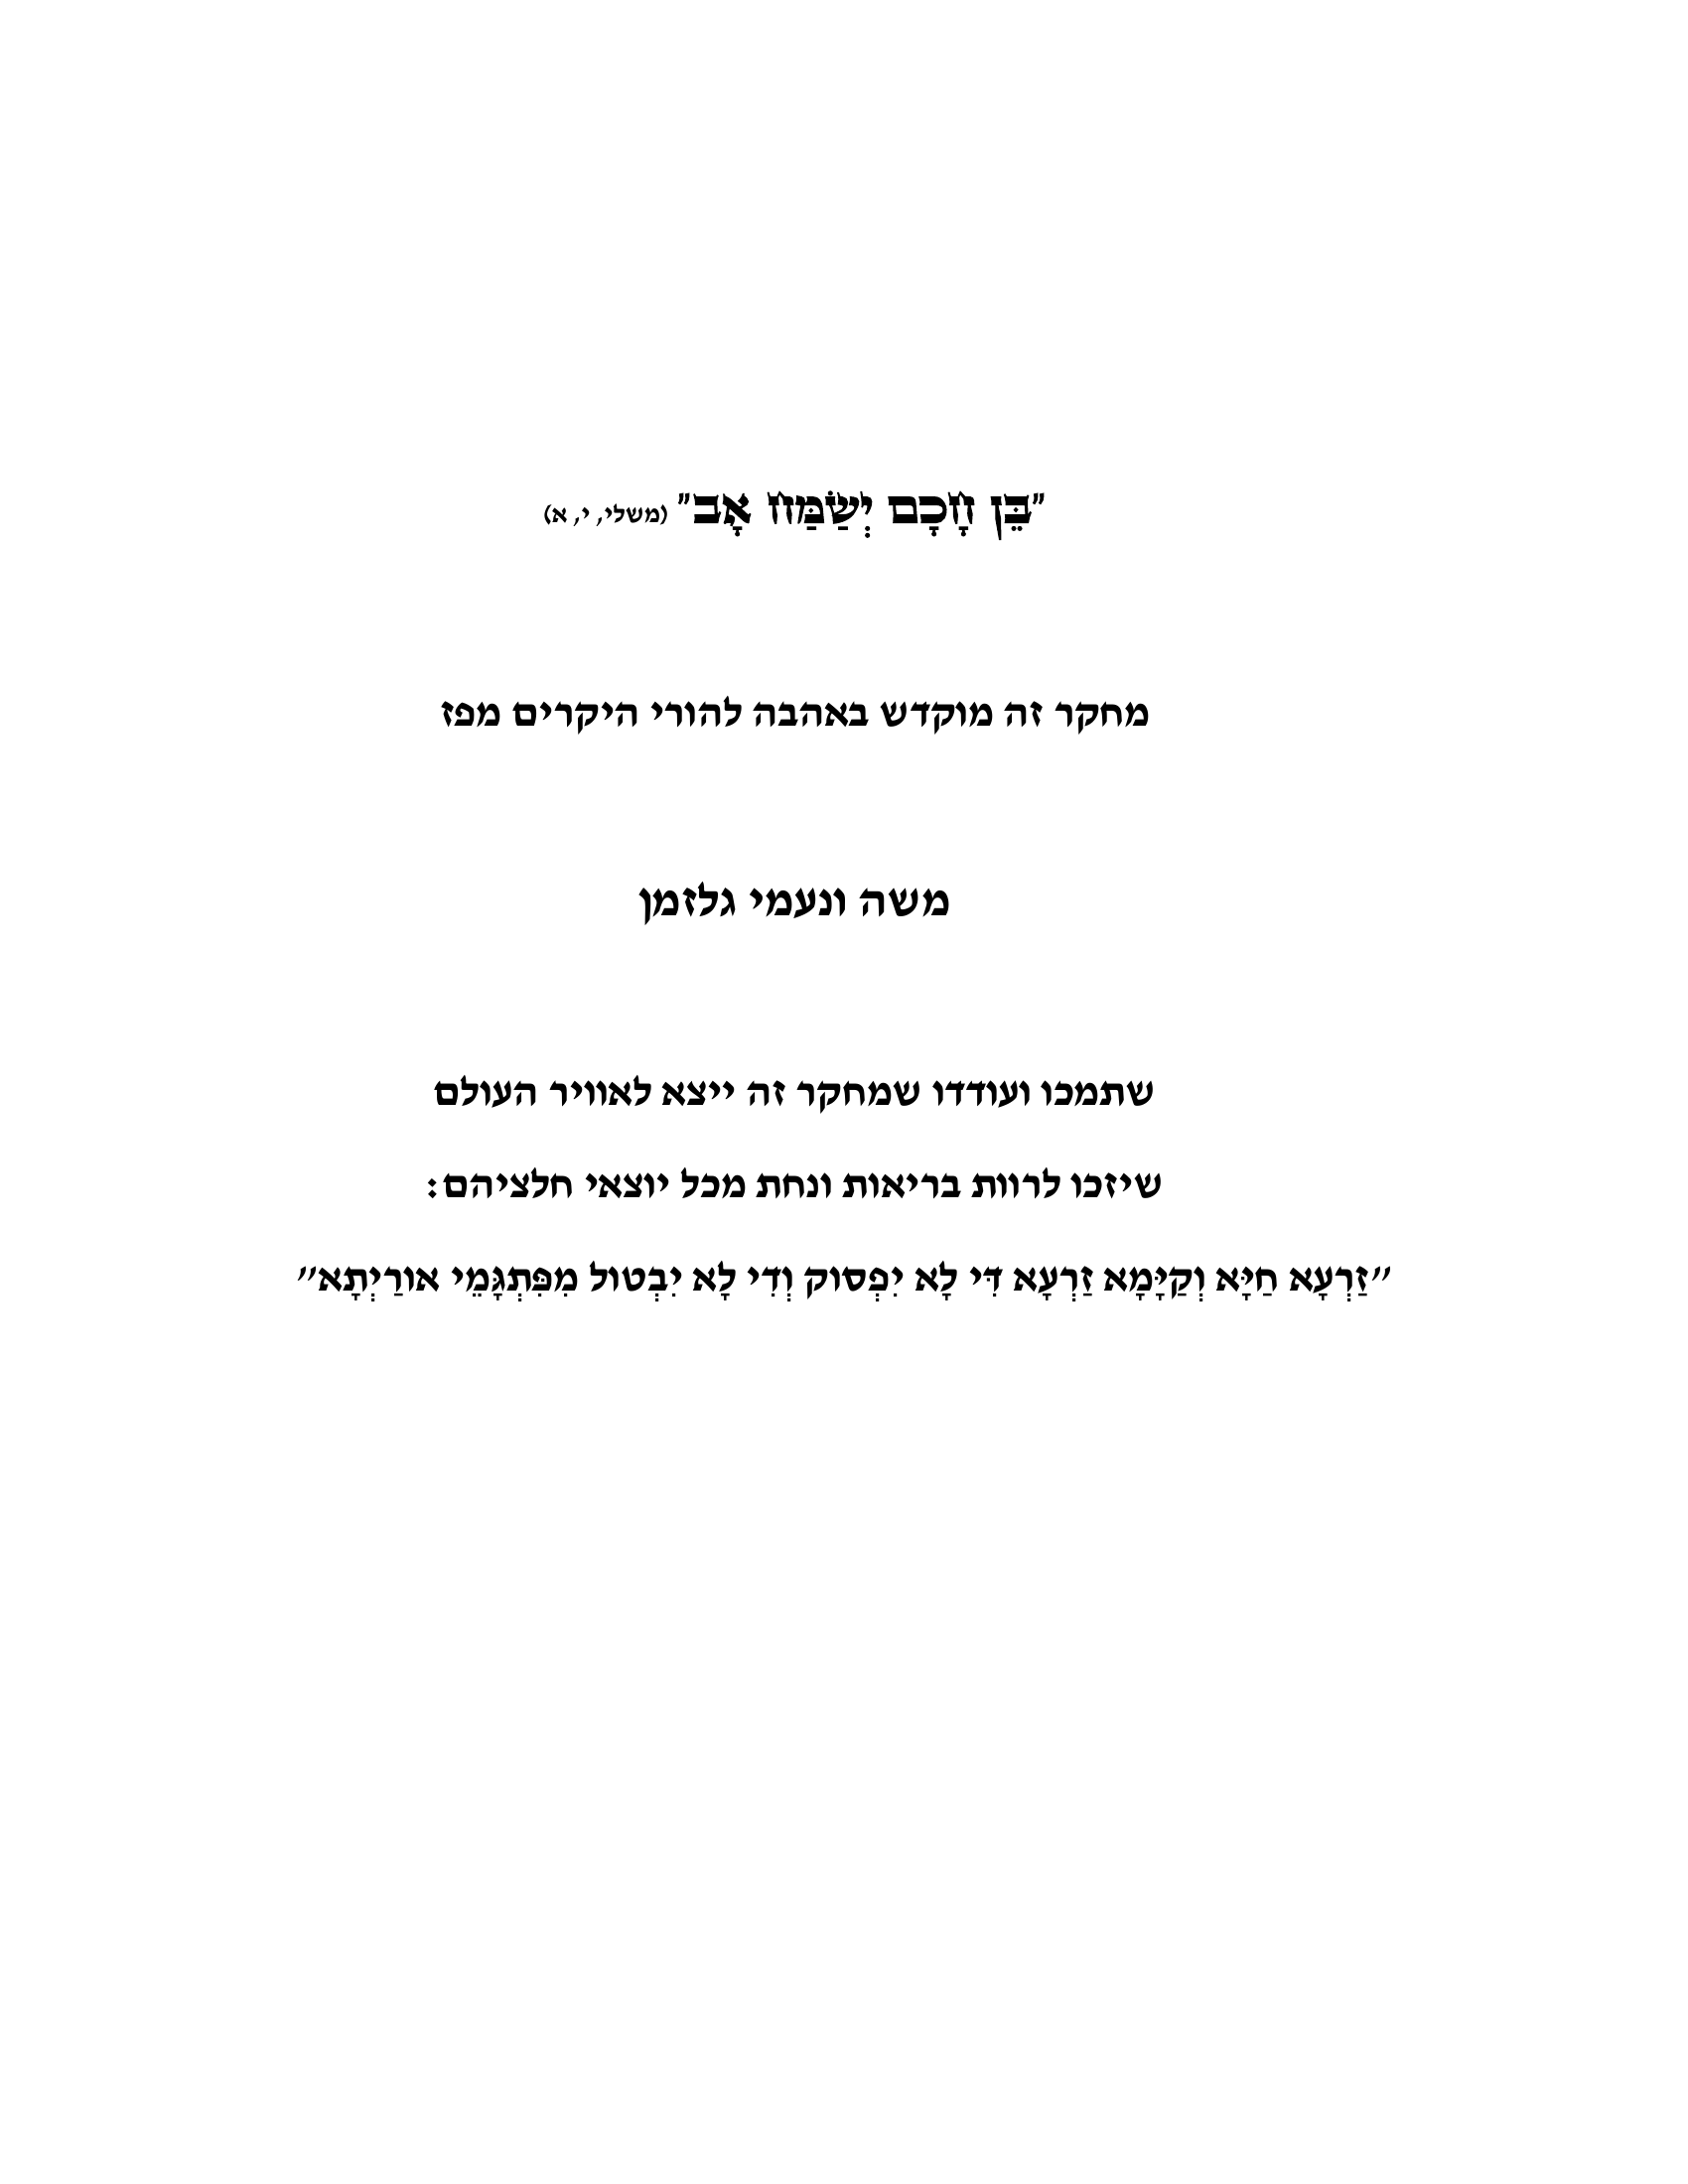 "בֵּן חָכָם יְשַׂמַּח אָב" (משלי, י, א)
מחקר זה מוקדש באהבה להורי היקרים מפז
משה ונעמי גלזמן
שתמכו ועודדו שמחקר זה ייצא לאוויר העולם
שיזכו לרוות בריאות ונחת מכל יוצאי חלציהם:
"זַרְעָא חַיָּא וְקַיָּמָא זַרְעָא דִּי לָא יִפְסוּק וְדִי לָא יִבְטוּל מִפִּתְגָּמֵי אוֹרַיְתָא"